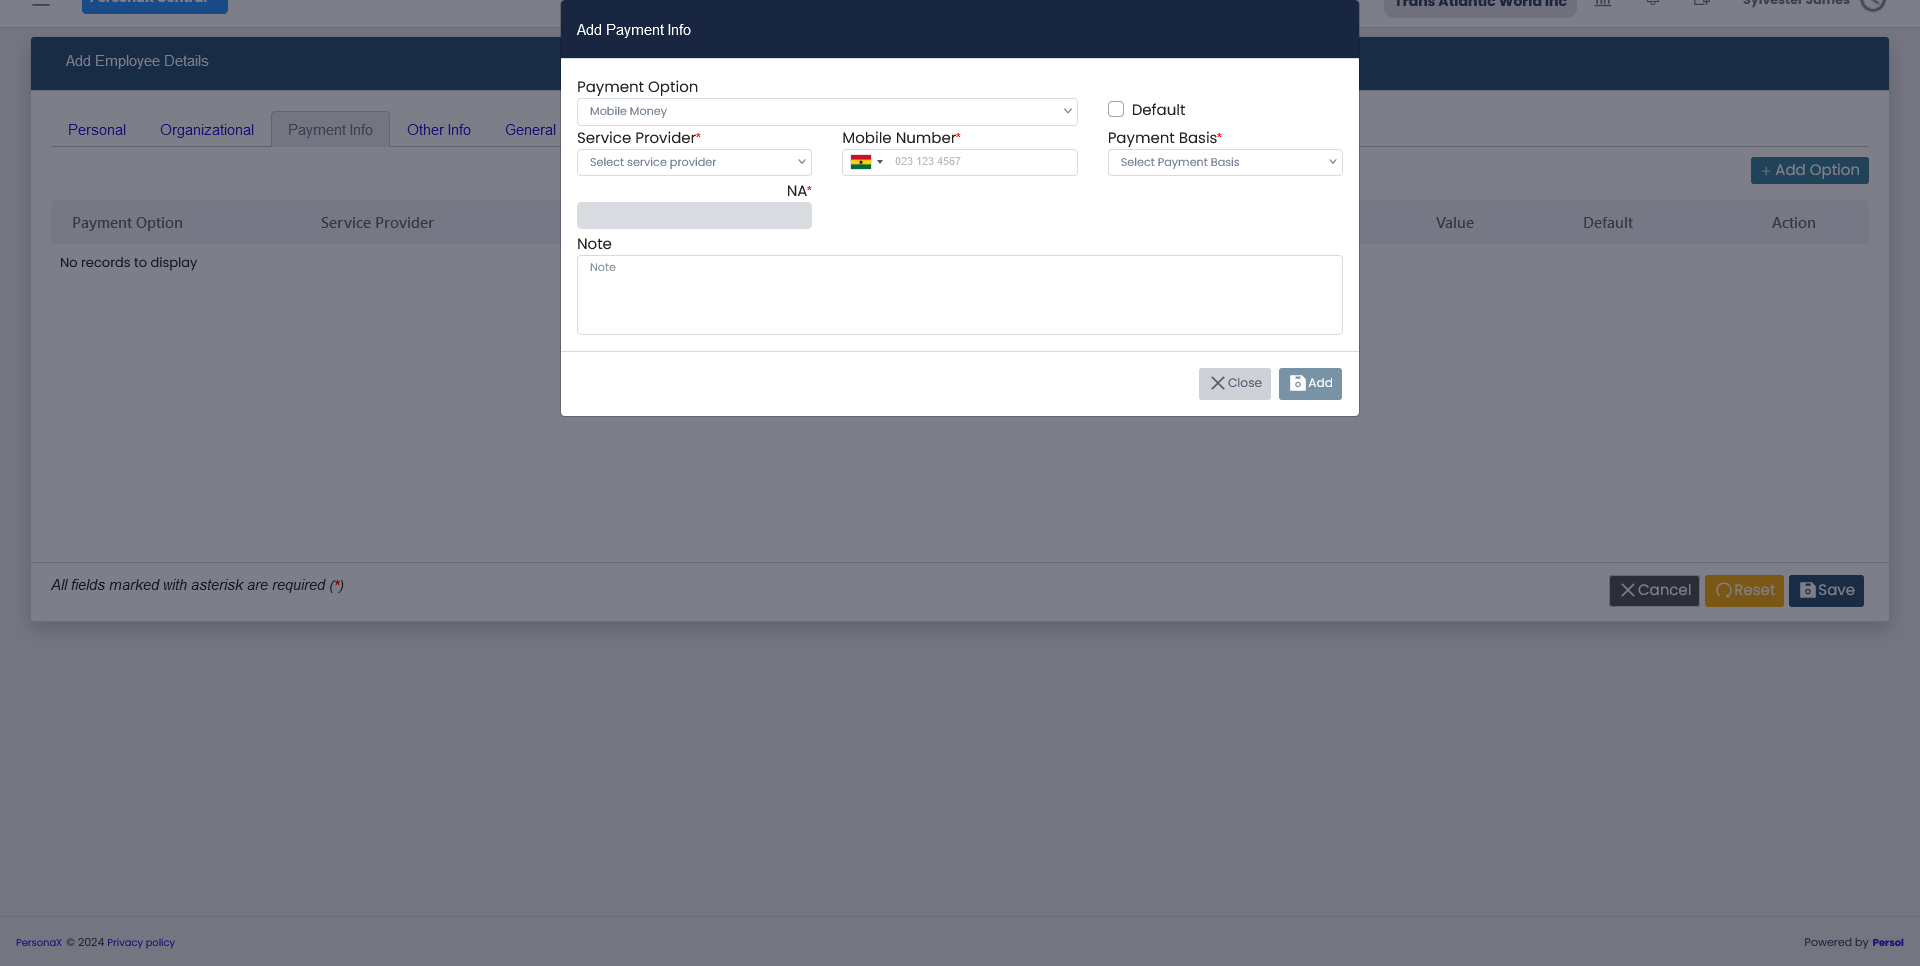 PersonaX Central
Trans Atlantic World Inc
Sylvester James
Add Payment Info
Add Employee Details
Payment Option
Mobile Money
Default
Personal
Organizational
Payment Info
Other Info
General
Service Provider*
Mobile Number*
Payment Basis*
Select service provider
023 123 4567
Select Payment Basis
+ Add Option
NA*
Payment Option
Service Provider
Value
Default
Action
Note
No records to display
Note
Close
Add
All fields marked with asterisk are required (*)
Cancel
Reset
Save
PersonaX © 2024 Privacy policy
Powered by Persol